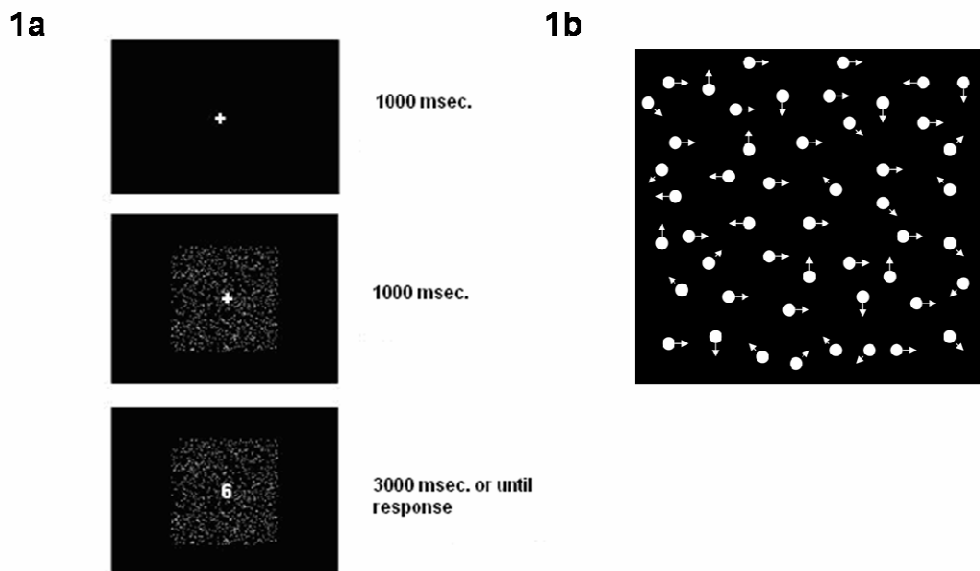 1a
1b
1000 msec.
1000 msec.
6
3000 msec. or until
response